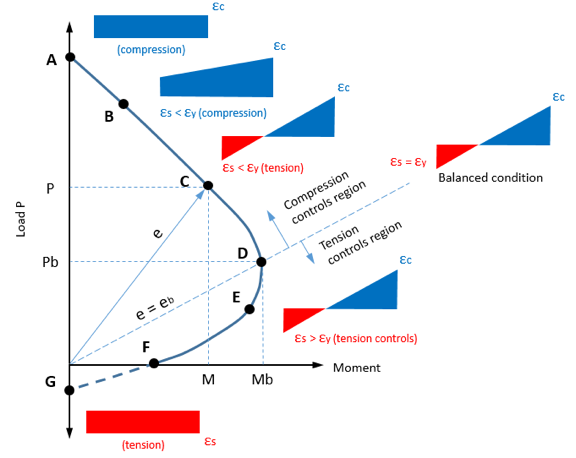 εc
(compression)
A
εc
B
εs < εy (compression)
εc
εs < εy (tension)
C
εc
εs = εy
Balanced condition
P
Load P
e
Compression
controls region
Tension
controls region
Pb
D
e = eb
E
εc
εs > εy (tension controls)
F
G
M
Mb
Moment
(tension)
εs